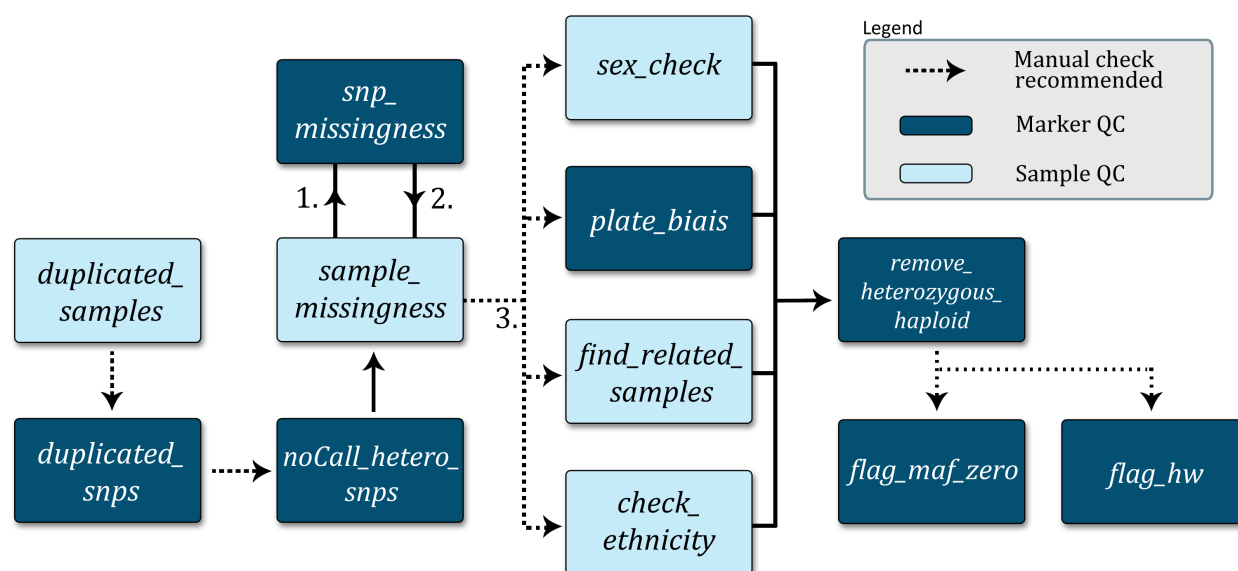 Legend
Manual check
recommended
Marker QC
Sample QC
snp_
missingness
1.
2.
duplicated_
samples
sample_
missingness
3.
duplicated_
snps
noCall_hetero_
snps
sex_check
plate_biais
find_related_
samples
check_
ethnicity
remove_
heterozygous_
haploid
flag_maf_zero
flag_hw